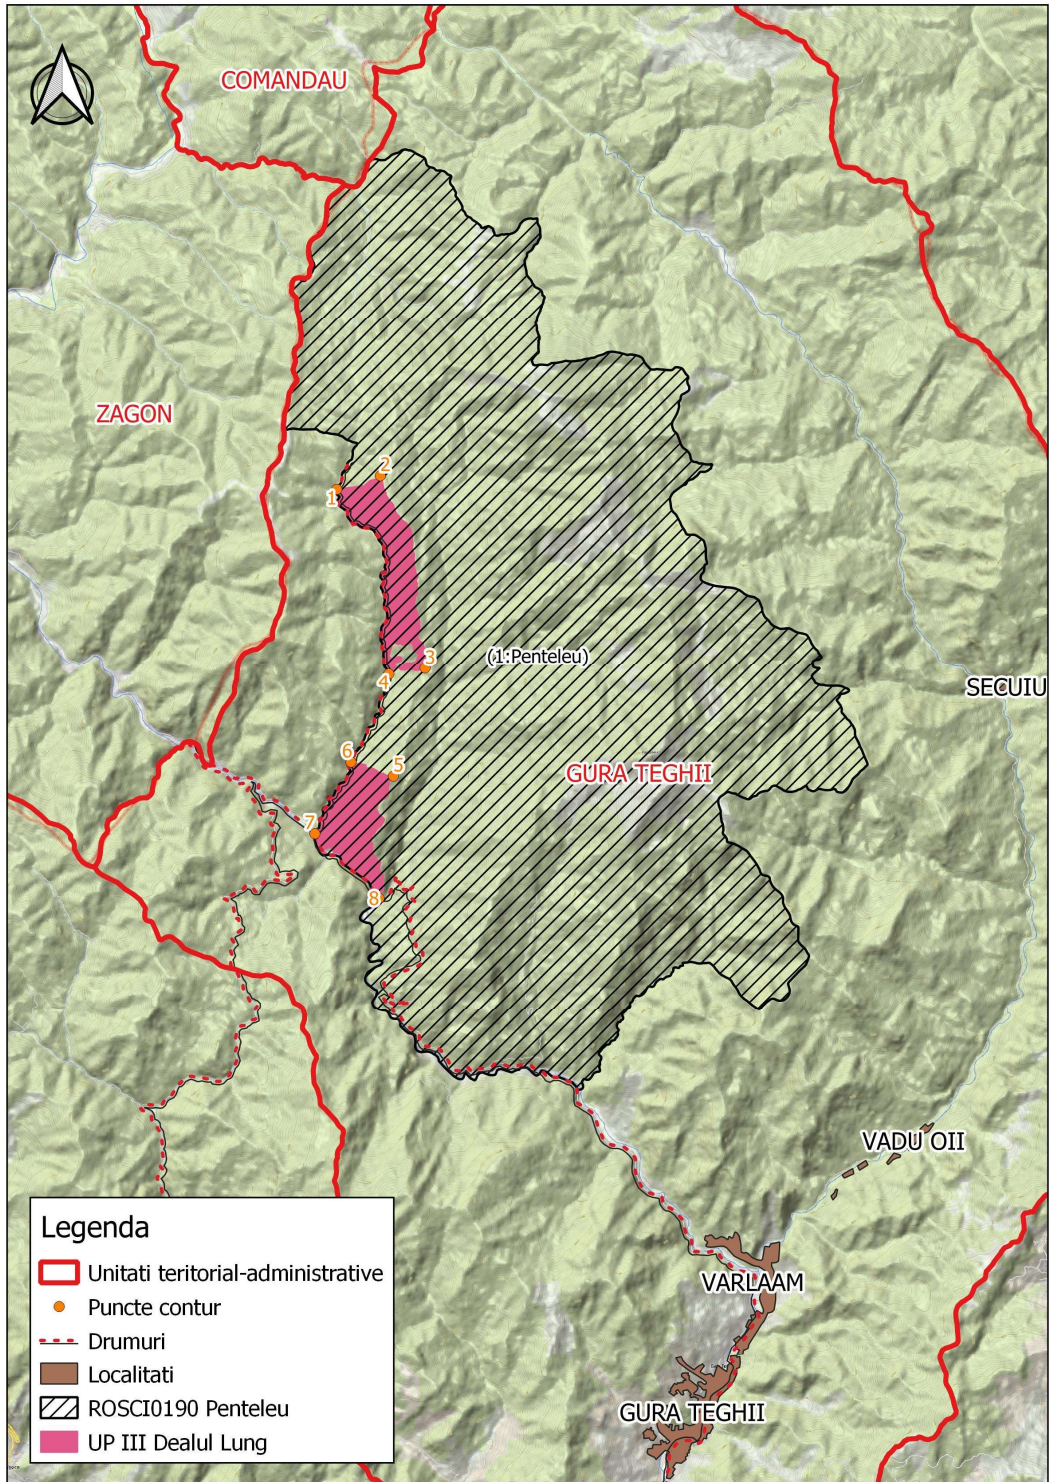 COMANDAU
ZAGON
2
1
3
(1:Penteleu)
4
SECUIU
6
5
GURA TEGHII
7
8
VADU OII
Legenda
Unitati teritorial-administrative
Puncte contur
Drumuri
Localitati
ROSCI0190 Penteleu
UP III Dealul Lung
VARLAAM
GURA TEGHII